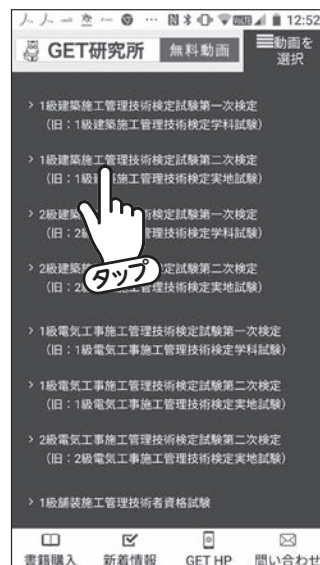 12:52
GET研究所
無料動画
動画を
選択
> 1級建築施工管理技術検定試験第一次検定
(旧：1級建築施工管理技術検定学科試験)
> 1級建築施工管理技術検定試験第二次検定
(旧：1級建築施工管理技術検定実地試験)
> 2級建築 技術検定試験第一次検定
(旧：2級 管理技術検定学科試験)
> 2級建築 定試験第二次検定
(旧：2級 管理技術検定実地試験)
タップ
> 1級電気工事施工管理技術検定試験第一次検定
(旧：1級電気工事施工管理技術検定学科試験)
> 1級電気工事施工管理技術検定試験第二次検定
(旧：1級電気工事施工管理技術検定実地試験)
> 2級電気工事施工管理技術検定試験第二次検定
(旧：2級電気工事施工管理技術検定実地試験)
> 1級舗装施工管理技術者資格試験
書籍購入 新着情報 GET HP 問い合わせ